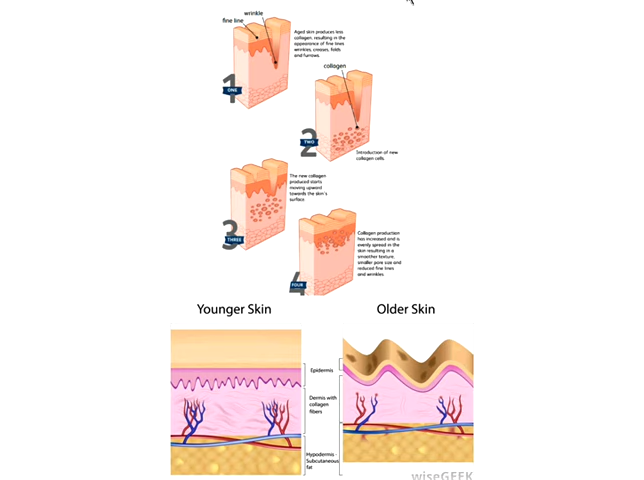 wrinkle
fine line
Aged skin produces less
collagen, resulting in the
appearance of fine lines
wrinkles, creases, folds
and furrows.
1
ONE
collagen
2
TWO
Introduction of new
collagen cells.
The new collagen
produced starts
moving upward
towards the skin's
surface
3
THREE
Collagen production
has increased and is
evenly spread in the
skin resulting in a
smoother texture,
smaller pore size and
reduced fine lines
and wrinkles
4
FOUR
Younger Skin
Older Skin
Epidermis
Dermis with
collagen
fibers
Hypodermis -
Subcutaneous
fat
wiseGEEK